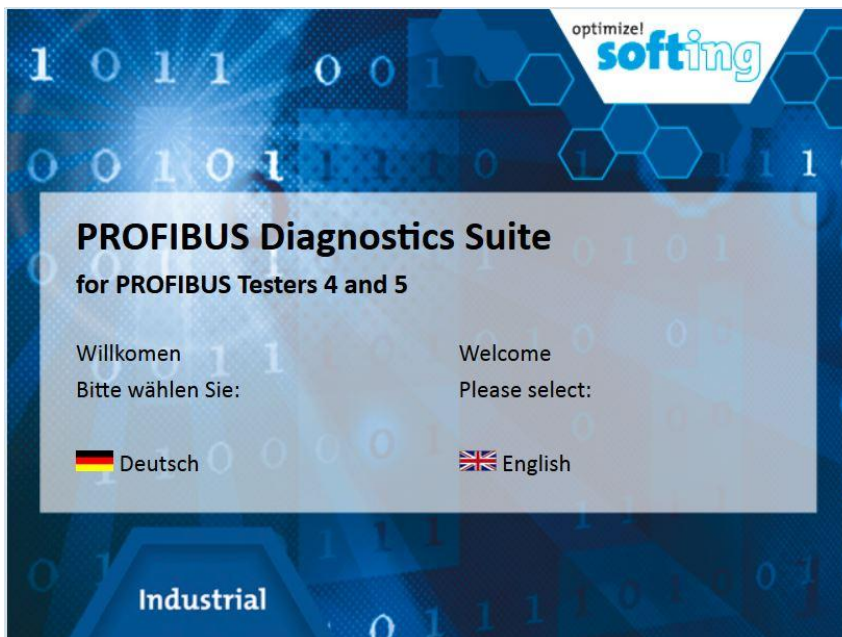 optimize!
softing
PROFIBUS Diagnostics Suite
for PROFIBUS Testers 4 and 5
Willkomen
Bitte wählen Sie:
Deutsch
Welcome
Please select:
English
Industrial